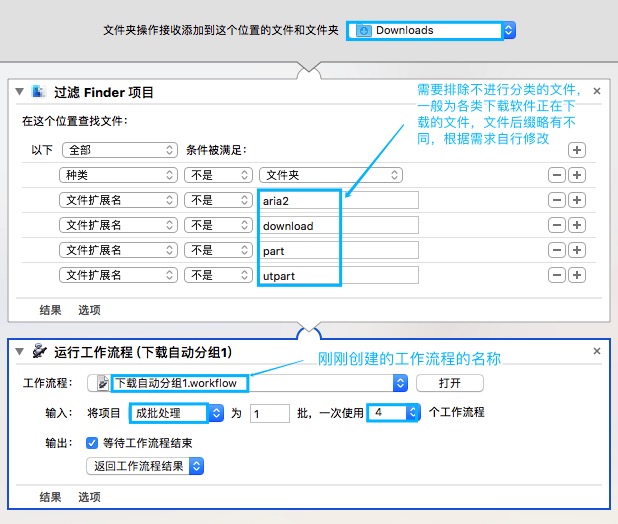 文件夹操作接收添加到这个位置的文件和文件夹 Downloads
过滤 Finder 项目
需要排除不进行分类的文件，
一般为各类下载软件正在下
载的文件，文件后缀略有不
同，根据需求自行修改
在这个位置查找文件：
以下 全部 条件被满足：
种类 不是 文件夹
文件扩展名 不是 aria2
文件扩展名 不是 download
文件扩展名 不是 part
文件扩展名 不是 utpart
结果 选项
运行工作流程（下载自动分组1）
刚刚创建的工作流程的名称
工作流程： 下载自动分组1.workflow 打开
输入： 将项目 成批处理 为 1 批，一次使用 4 个工作流程
输出： 等待工作流程结束
返回工作流程结果
结果 选项